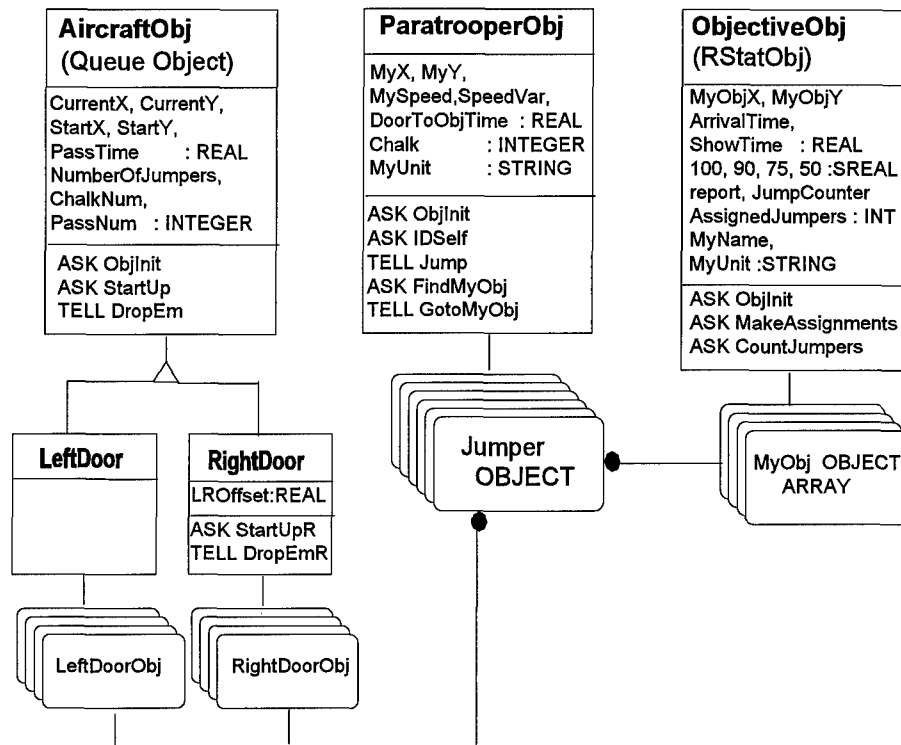 AircraftObj
(Queue Object)
CurrentX, CurrentY,
StartX, StartY,
PassTime : REAL
NumberOfJumpers,
ChalkNum,
PassNum : INTEGER
ASK ObjInit
ASK StartUp
TELL DropEm
ParatrooperObj
MyX, MyY,
MySpeed,SpeedVar,
DoorToObjTime : REAL
Chalk : INTEGER
MyUnit : STRING
ASK ObjInit
ASK IDSelf
TELL Jump
ASK FindMyObj
TELL GotoMyObj
ObjectiveObj
(RStatObj)
MyObjX, MyObjY
ArrivalTime,
ShowTime : REAL
100, 90, 75, 50 :SREAL
report, JumpCounter
AssignedJumpers : INT
MyName,
MyUnit :STRING
ASK ObjInit
ASK MakeAssignments
ASK CountJumpers
LeftDoor
RightDoor
LROffset:REAL
ASK StartUpR
TELL DropEmR
Jumper
OBJECT
MyObj OBJECT
ARRAY
LeftDoorObj
RightDoorObj